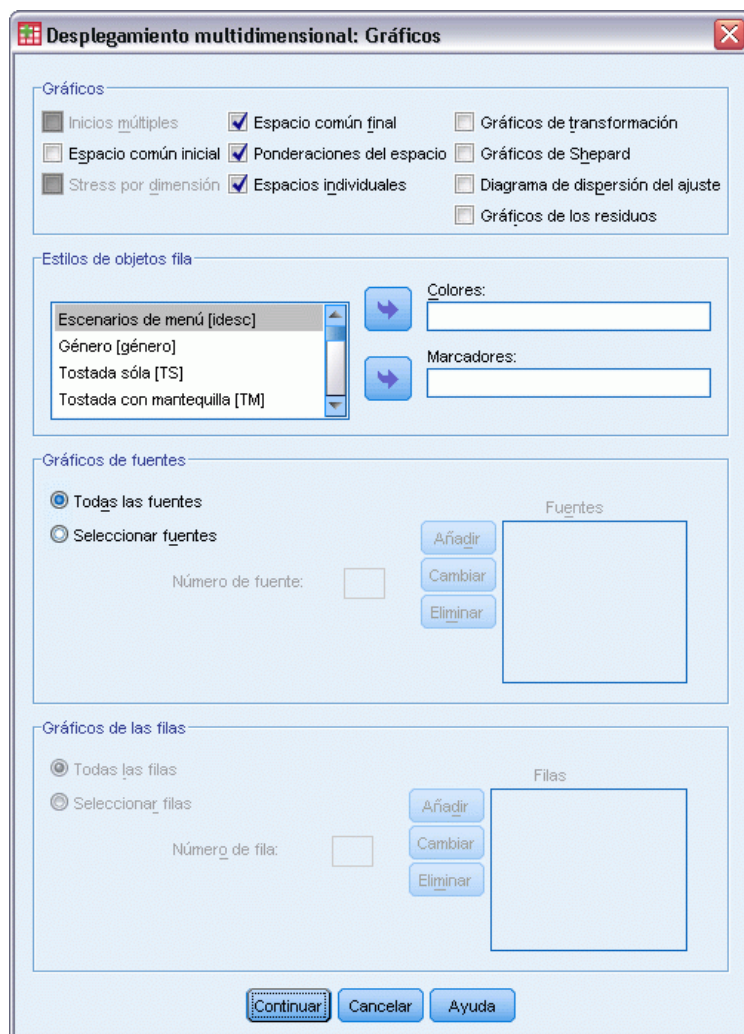 Desplegamiento multidimensional: Gráficos
Gráficos
Inicios múltiples
Espacio común final
Gráficos de transformación
Espacio común inicial
Ponderaciones del espacio
Gráficos de Shepard
Stress por dimensión
Espacios individuales
Diagrama de dispersión del ajuste
Gráficos de los residuos
Estilos de objetos fila
Escenarios de menú [idesc]
Género [género]
Tostada sóla [TS]
Tostada con mantequilla [TM]
Colores:
Marcadores:
Gráficos de fuentes
Todas las fuentes
Seleccionar fuentes
Número de fuente:
Fuentes
Añadir
Cambiar
Eliminar
Gráficos de las filas
Todas las filas
Seleccionar filas
Número de fila:
Filas
Añadir
Cambiar
Eliminar
Continuar
Cancelar
Ayuda